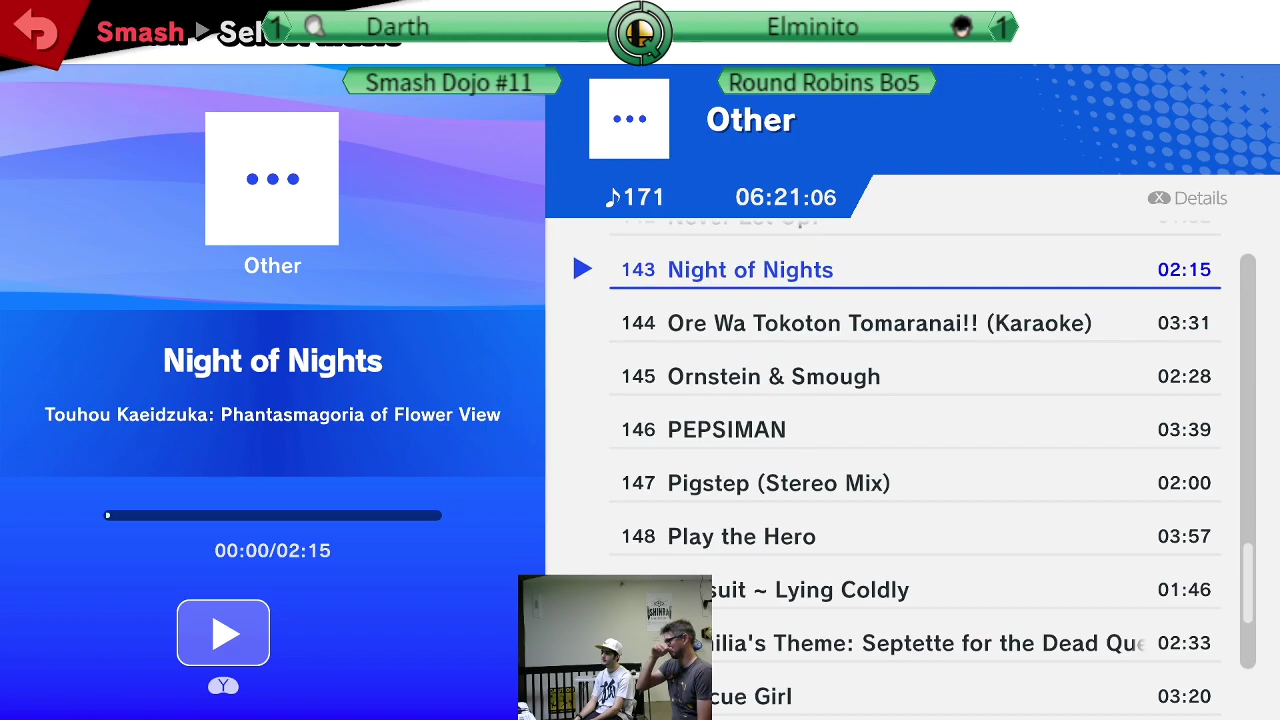 1 Darth Elminito 1
Smash ▶ Sel
Smash Dojo #11 Round Robins Bo5
Other
Other
171 06:21:06
X Details
143 Night of Nights 02:15
144 Ore Wa Tokoton Tomaranai!! (Karaoke) 03:31
145 Ornstein & Smough 02:28
146 PEPSIMAN 03:39
147 Pigstep (Stereo Mix) 02:00
148 Play the Hero 03:57
suit ~ Lying Coldly 01:46
ilia's Theme: Septette for the Dead Que 02:33
cue Girl 03:20
Night of Nights
Touhou Kaeidzuka: Phantasmagoria of Flower View
00:00/02:15
Y
SHINRA